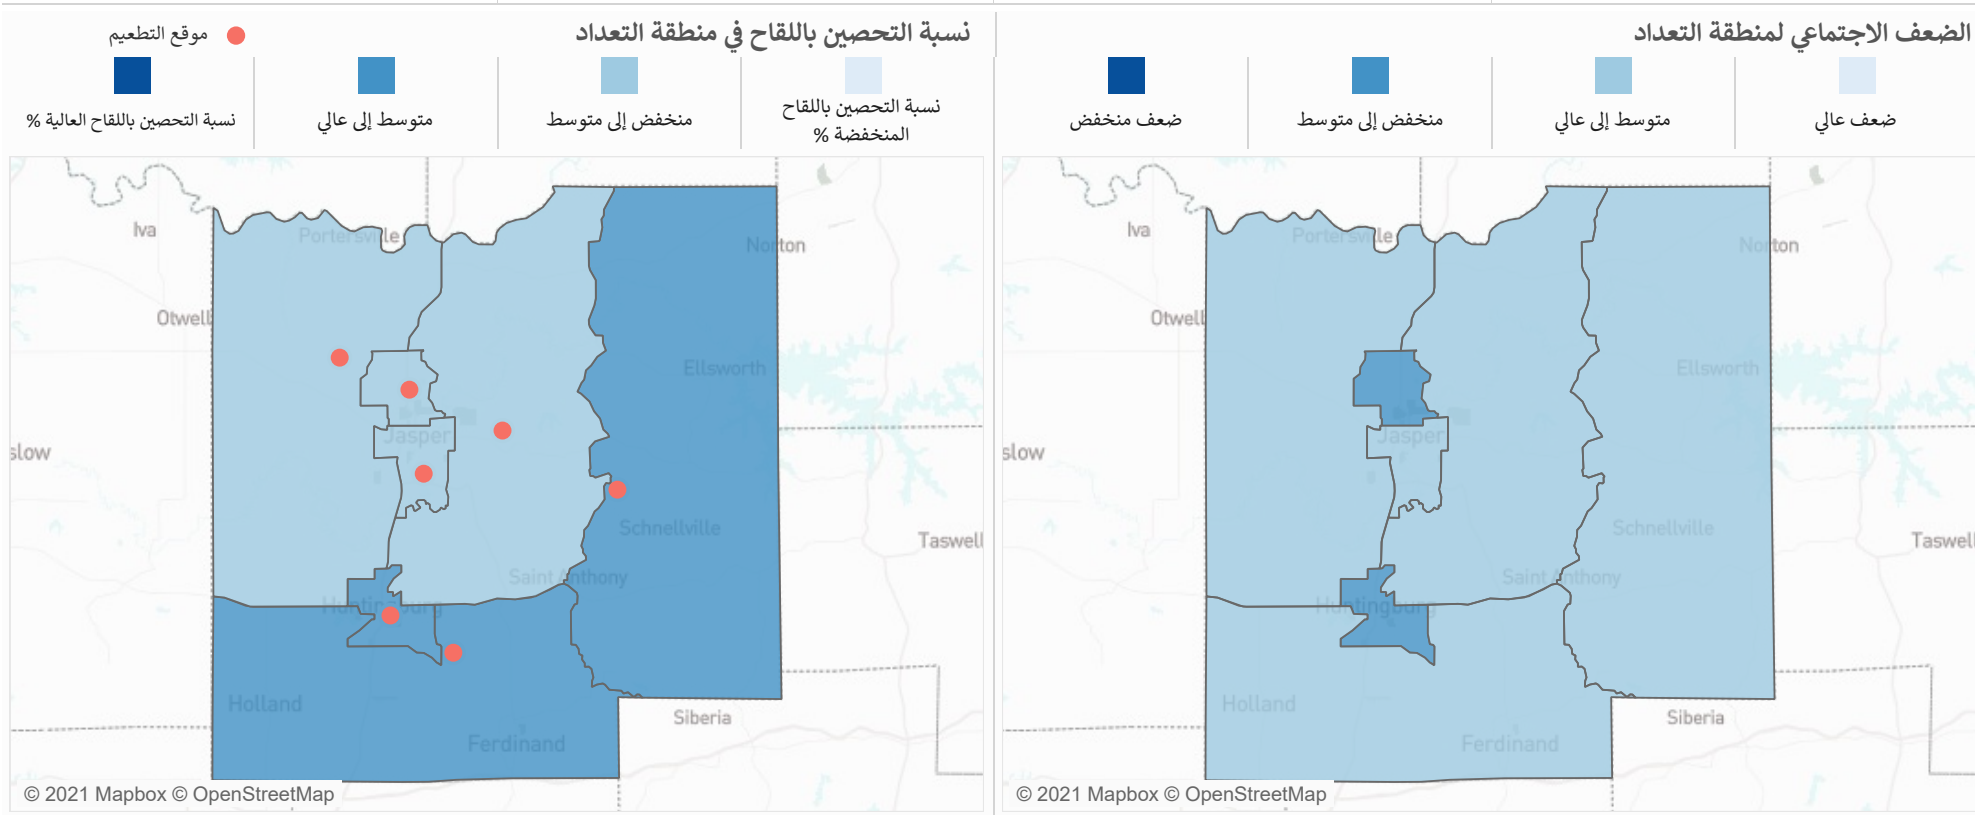 الضعف الاجتماعي لمنطقة التعداد
ضعف عالي
متوسط إلى عالي
منخفض إلى متوسط
ضعف منخفض
Iva
Portersville
Norton
Otwell
Ellsworth
Jasper
slow
Schnellville
Taswell
Saint Anthony
Huntingburg
Holland
Siberia
Ferdinand
© 2021 Mapbox © OpenStreetMap
نسبة التحصين باللقاح في منطقة التعداد
موقع التطعيم
نسبة التحصين باللقاح
المنخفضة %
منخفض إلى متوسط
متوسط إلى عالي
نسبة التحصين باللقاح العالية %
Iva
Portersville
Norton
Otwell
Ellsworth
Jasper
slow
Schnellville
Taswell
Saint Anthony
Huntingburg
Holland
Siberia
Ferdinand
© 2021 Mapbox © OpenStreetMap